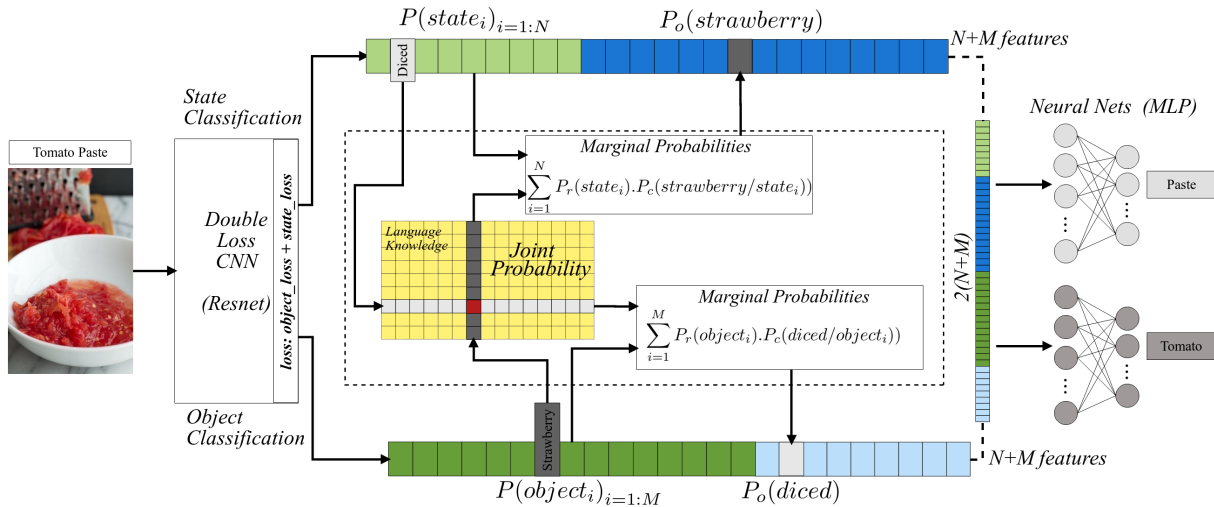 P(state_i)_{i=1:N}
P_o(strawberry)
N+M features
Diced
State
Classification
Neural Nets (MLP)
Tomato Paste
Marginal Probabilities
\sum_{i=1}^{N} P_r(state_i).P_c(strawberry/state_i))
Paste
Double
Loss
CNN
(Resnet)
loss: object_loss + state_loss
Language
Knowledge
Joint
Probability
2(N+M)
Marginal Probabilities
\sum_{i=1}^{M} P_r(object_i).P_c(diced/object_i))
Tomato
Object
Classification
Strawberry
N+M features
P(object_i)_{i=1:M}
P_o(diced)